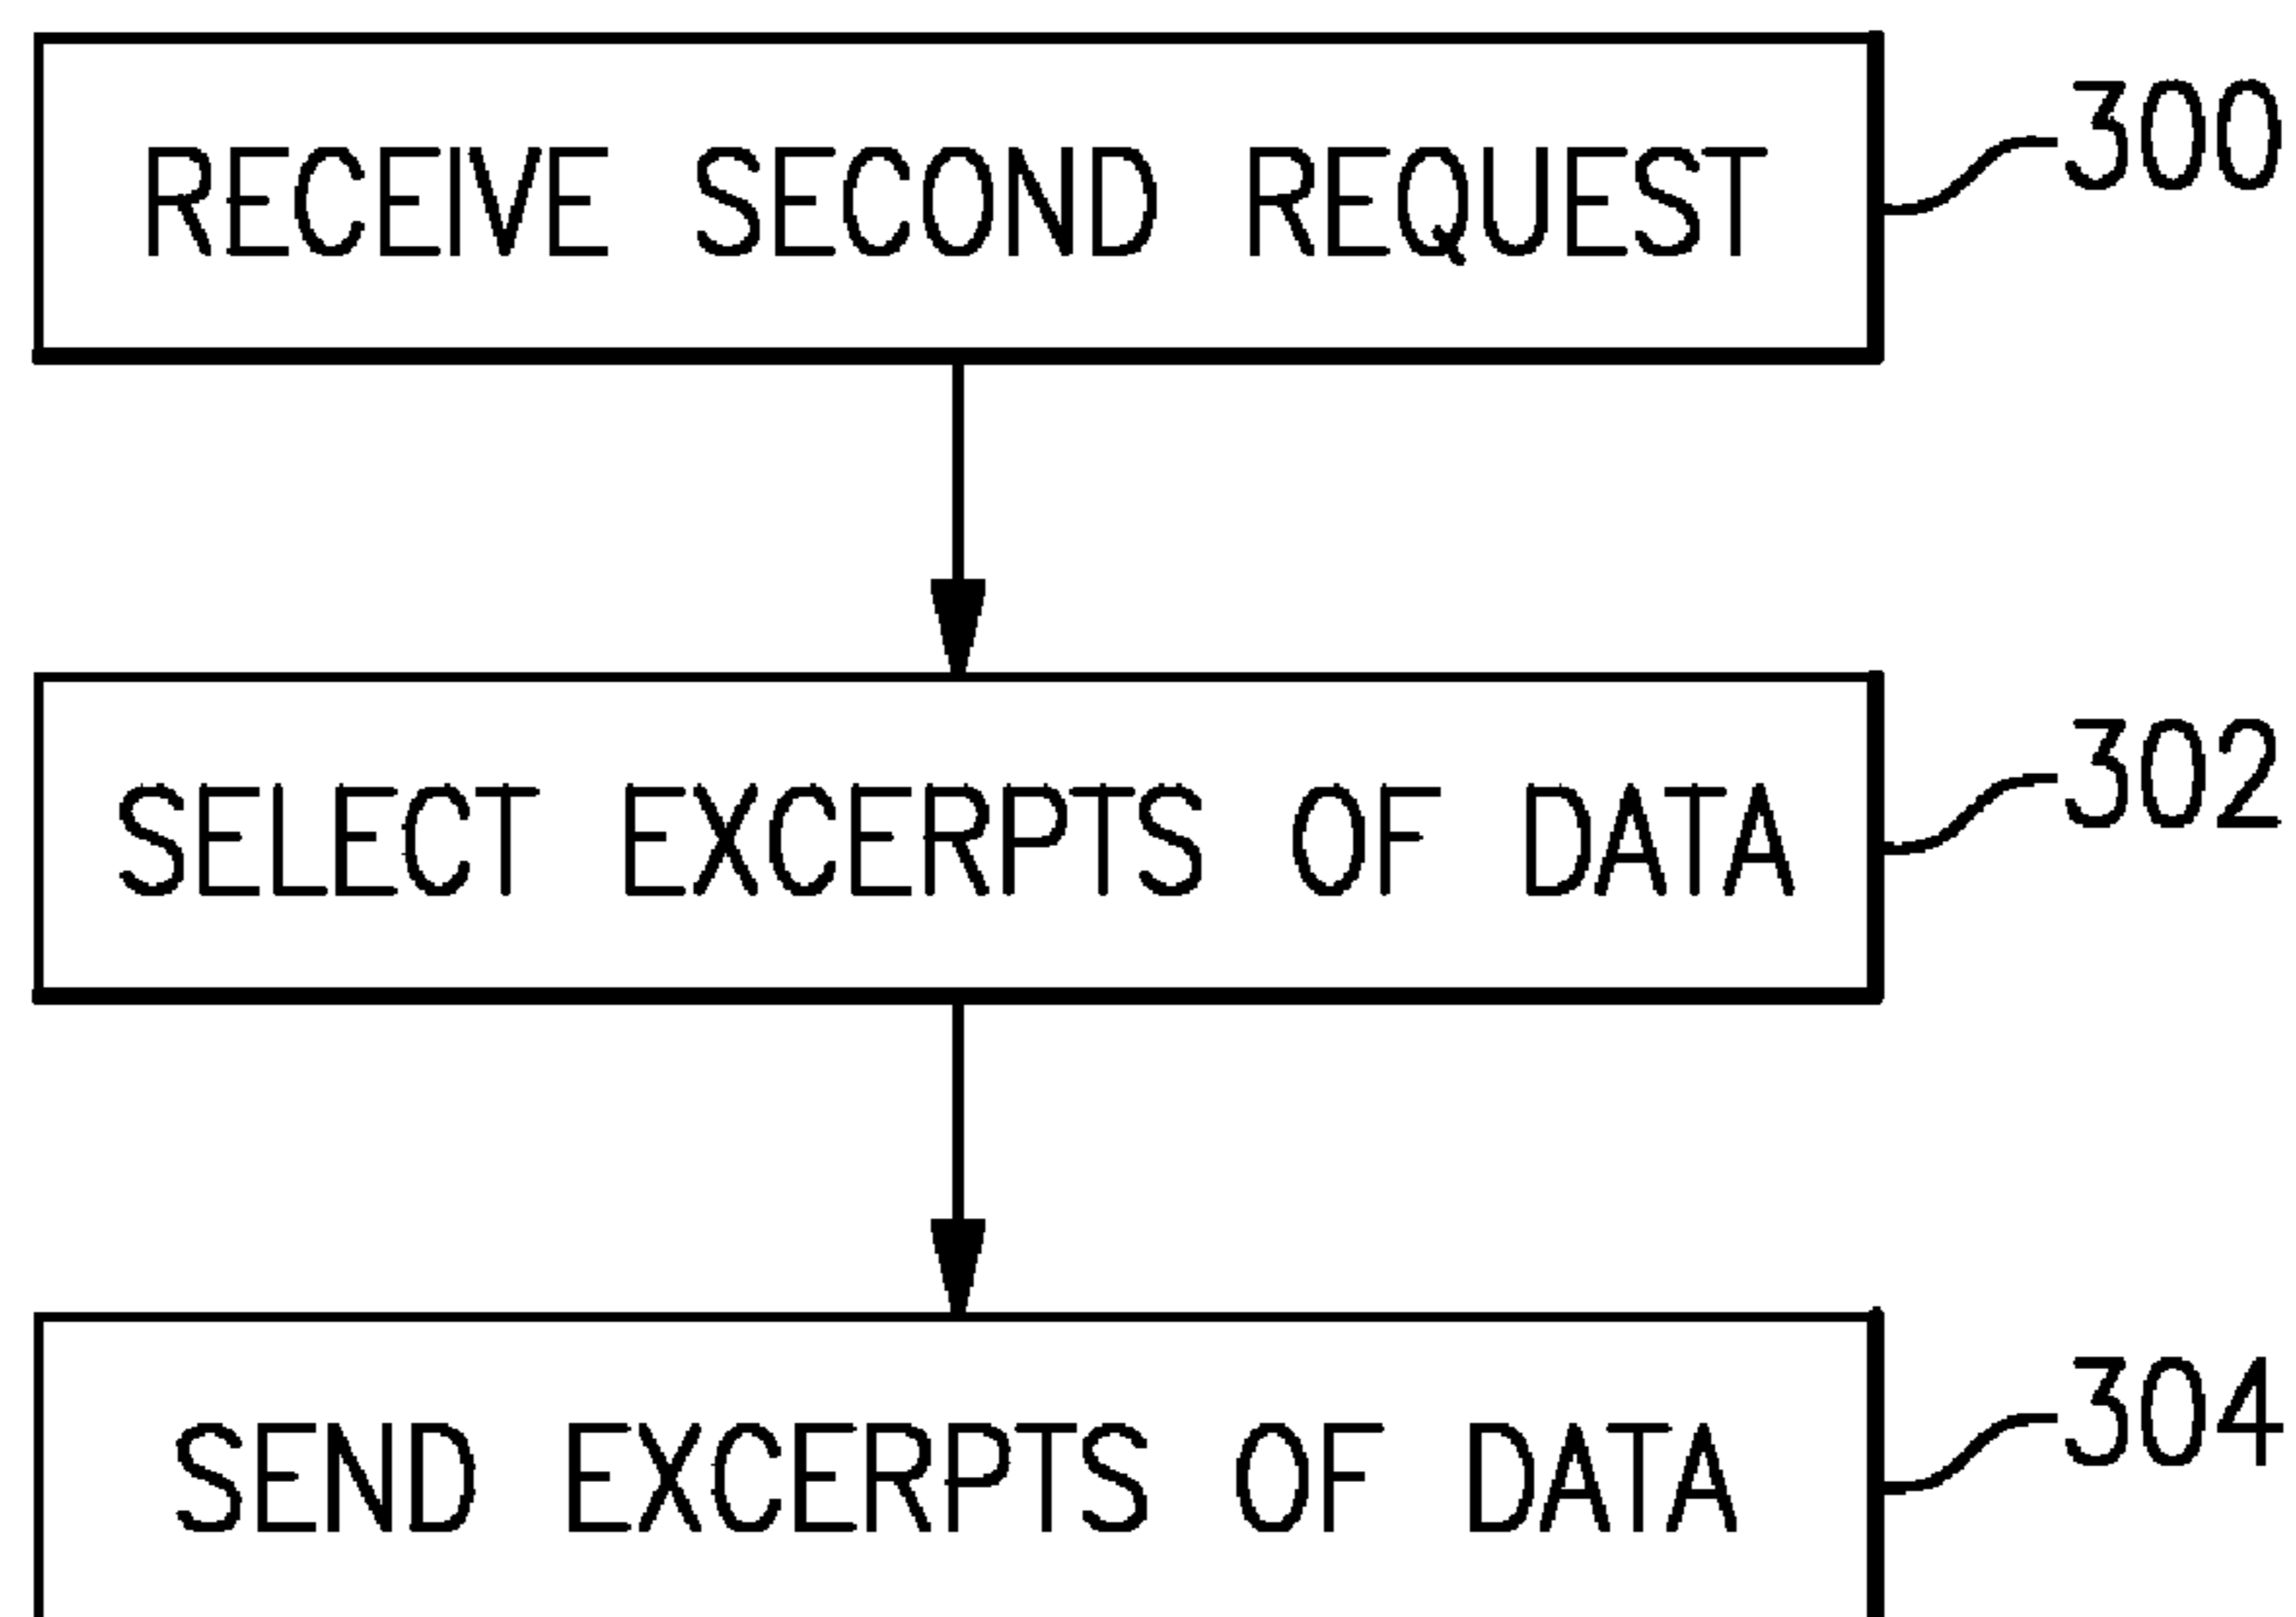 RECEIVE SECOND REQUEST 300
SELECT EXCERPTS OF DATA 302
SEND EXCERPTS OF DATA 304